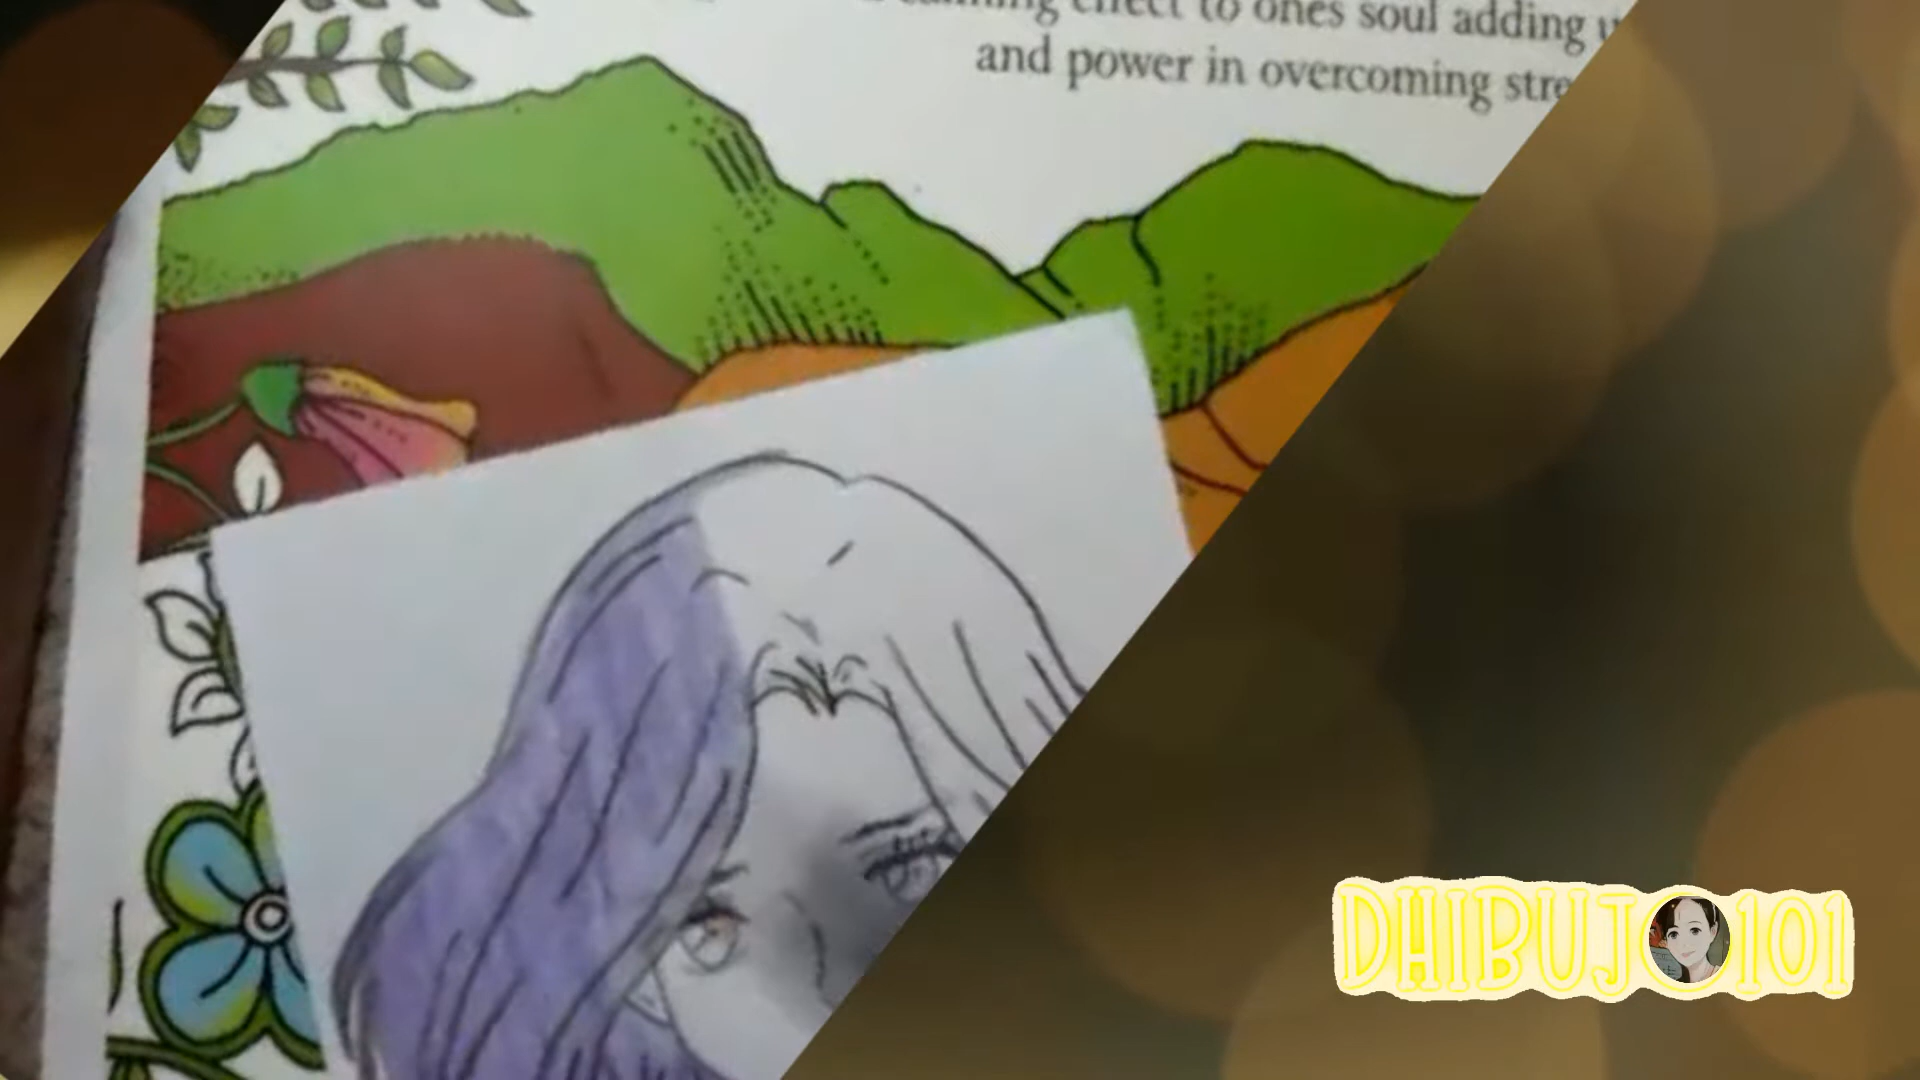 calming effect to ones soul adding
and power in overcoming
DHIBUJO101